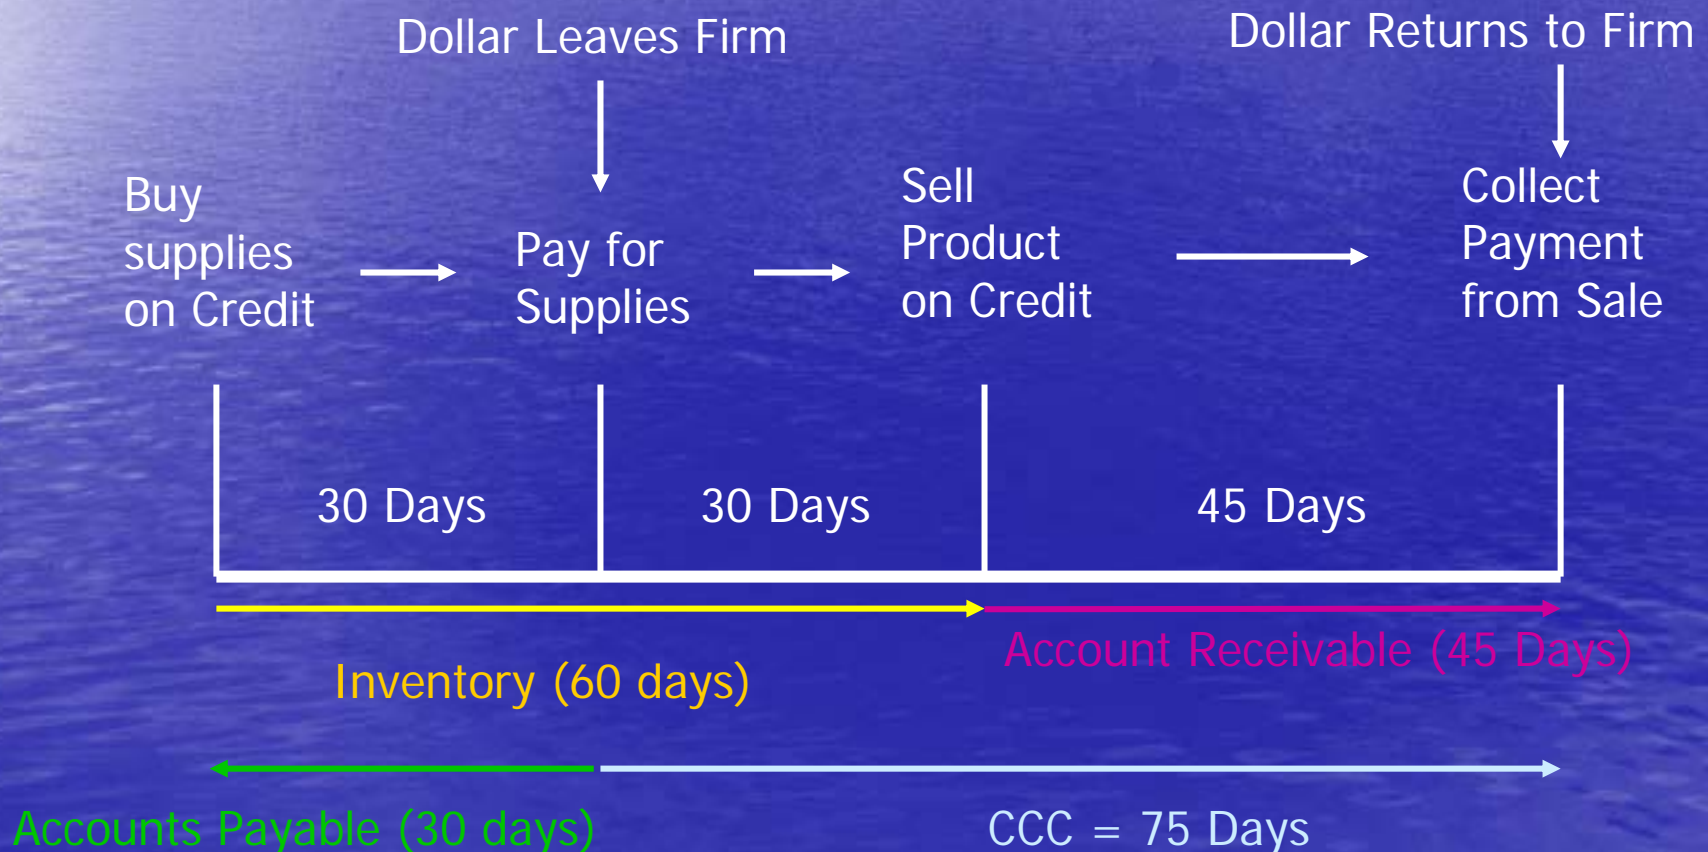 Dollar Leaves Firm
Dollar Returns to Firm
Buy
supplies
on Credit
Pay for
Supplies
Sell
Product
on Credit
Collect
Payment
from Sale
30 Days
30 Days
45 Days
Account Receivable (45 Days)
Inventory (60 days)
Accounts Payable (30 days)
CCC = 75 Days